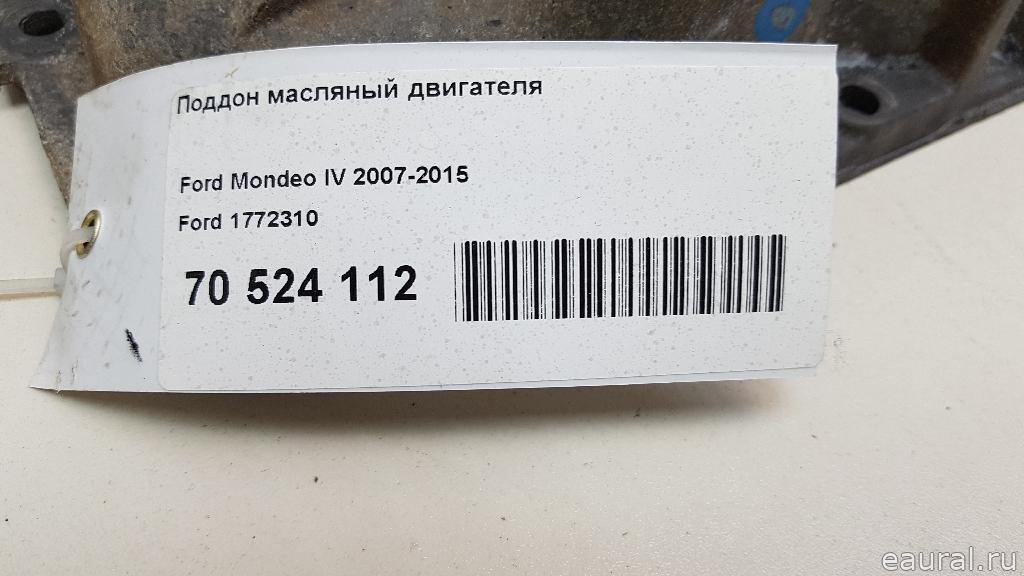 Поддон масляный двигателя
Ford Mondeo IV 2007-2015
Ford 1772310
70 524 112
eaural.ru